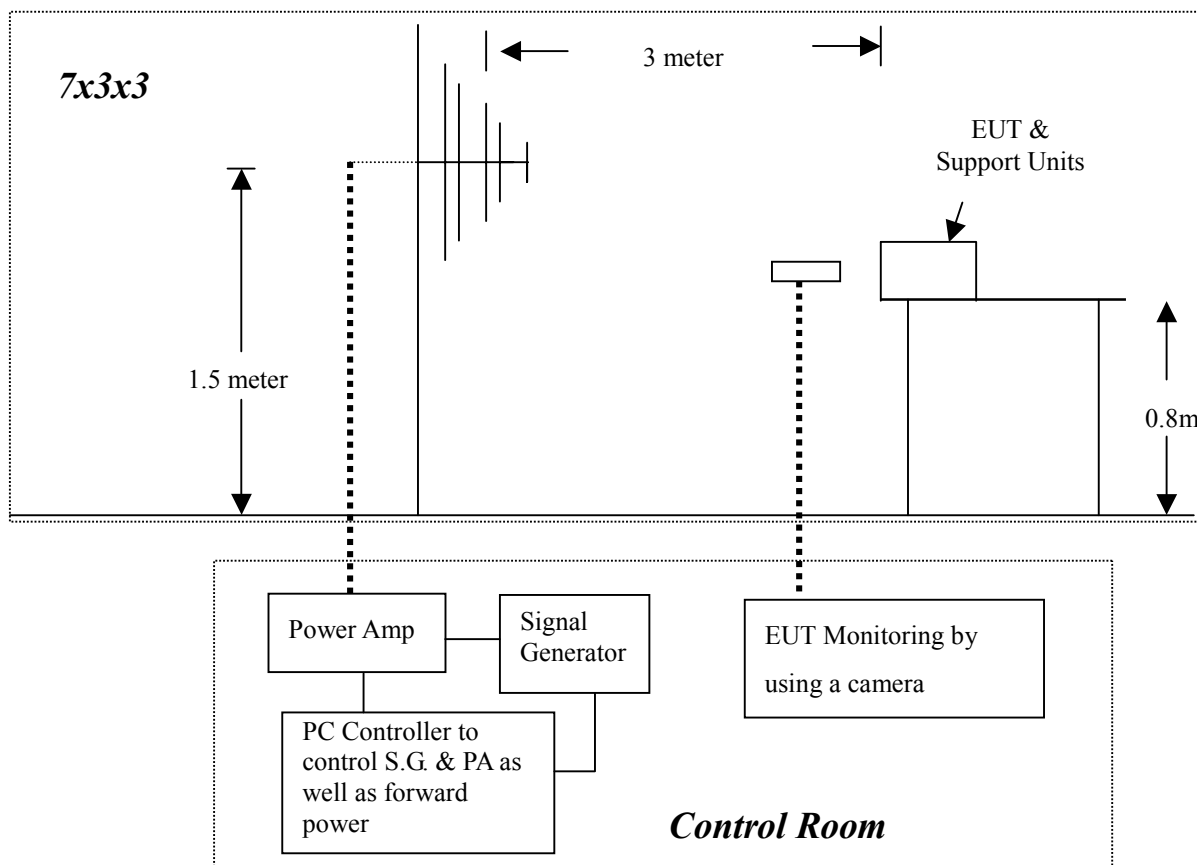 7x3x3
3 meter
EUT &
Support Units
1.5 meter
0.8m
Power Amp
Signal
Generator
EUT Monitoring by
using a camera
PC Controller to
control S.G. & PA as
well as forward
power
Control Room